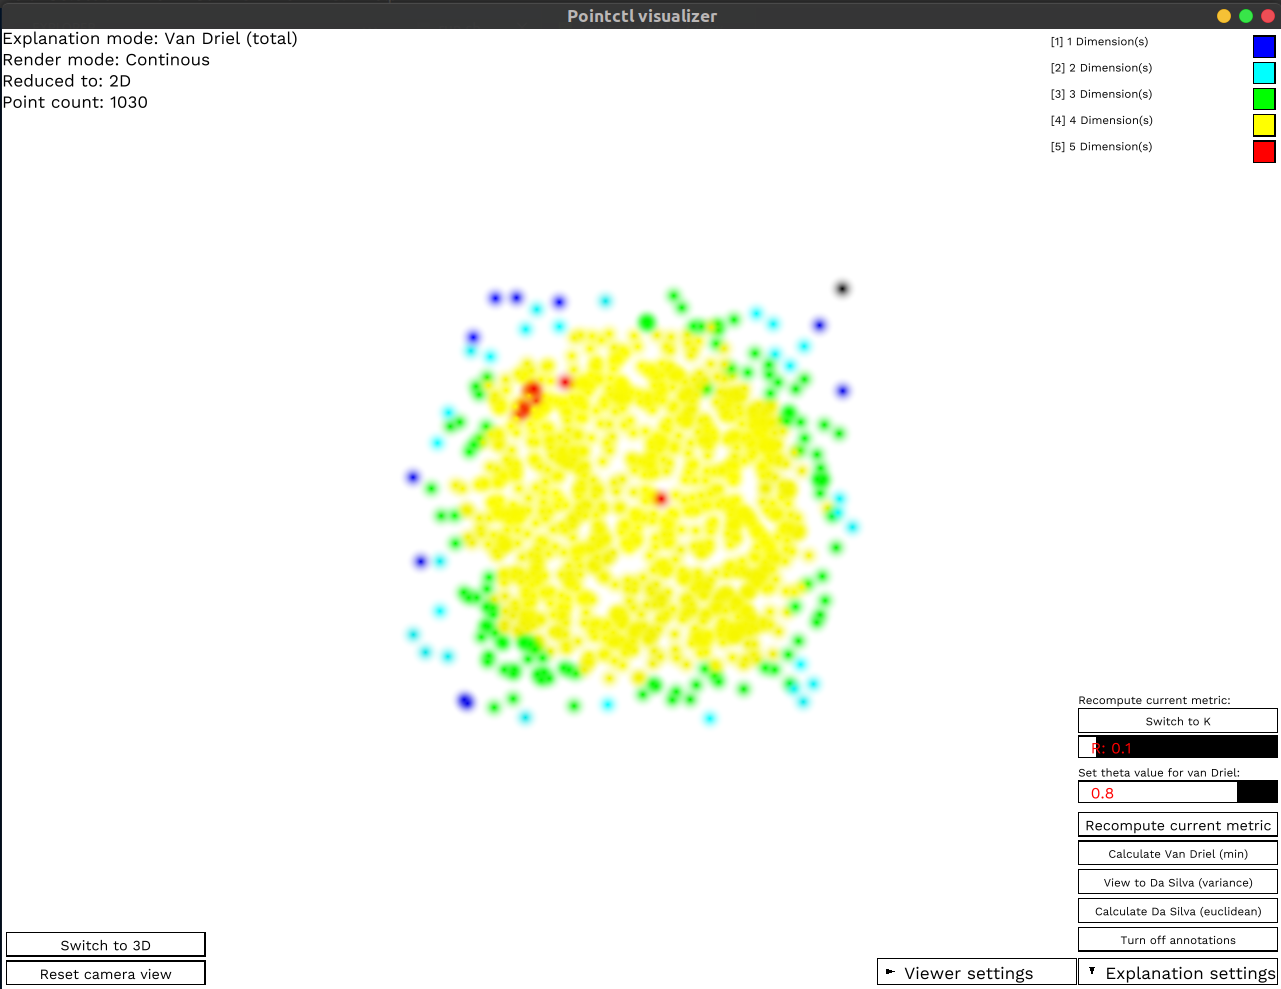 Pointctl visualizer
Explanation mode: Van Driel (total)
Render mode: Continous
Reduced to: 2D
Point count: 1030
[1] 1 Dimension(s)
[2] 2 Dimension(s)
[3] 3 Dimension(s)
[4] 4 Dimension(s)
[5] 5 Dimension(s)
Recompute current metric:
Switch to K
R: 0.1
Set theta value for van Driel:
0.8
Recompute current metric
Calculate Van Driel (min)
View to Da Silva (variance)
Calculate Da Silva (euclidean)
Turn off annotations
Switch to 3D
Reset camera view
Viewer settings
Explanation settings